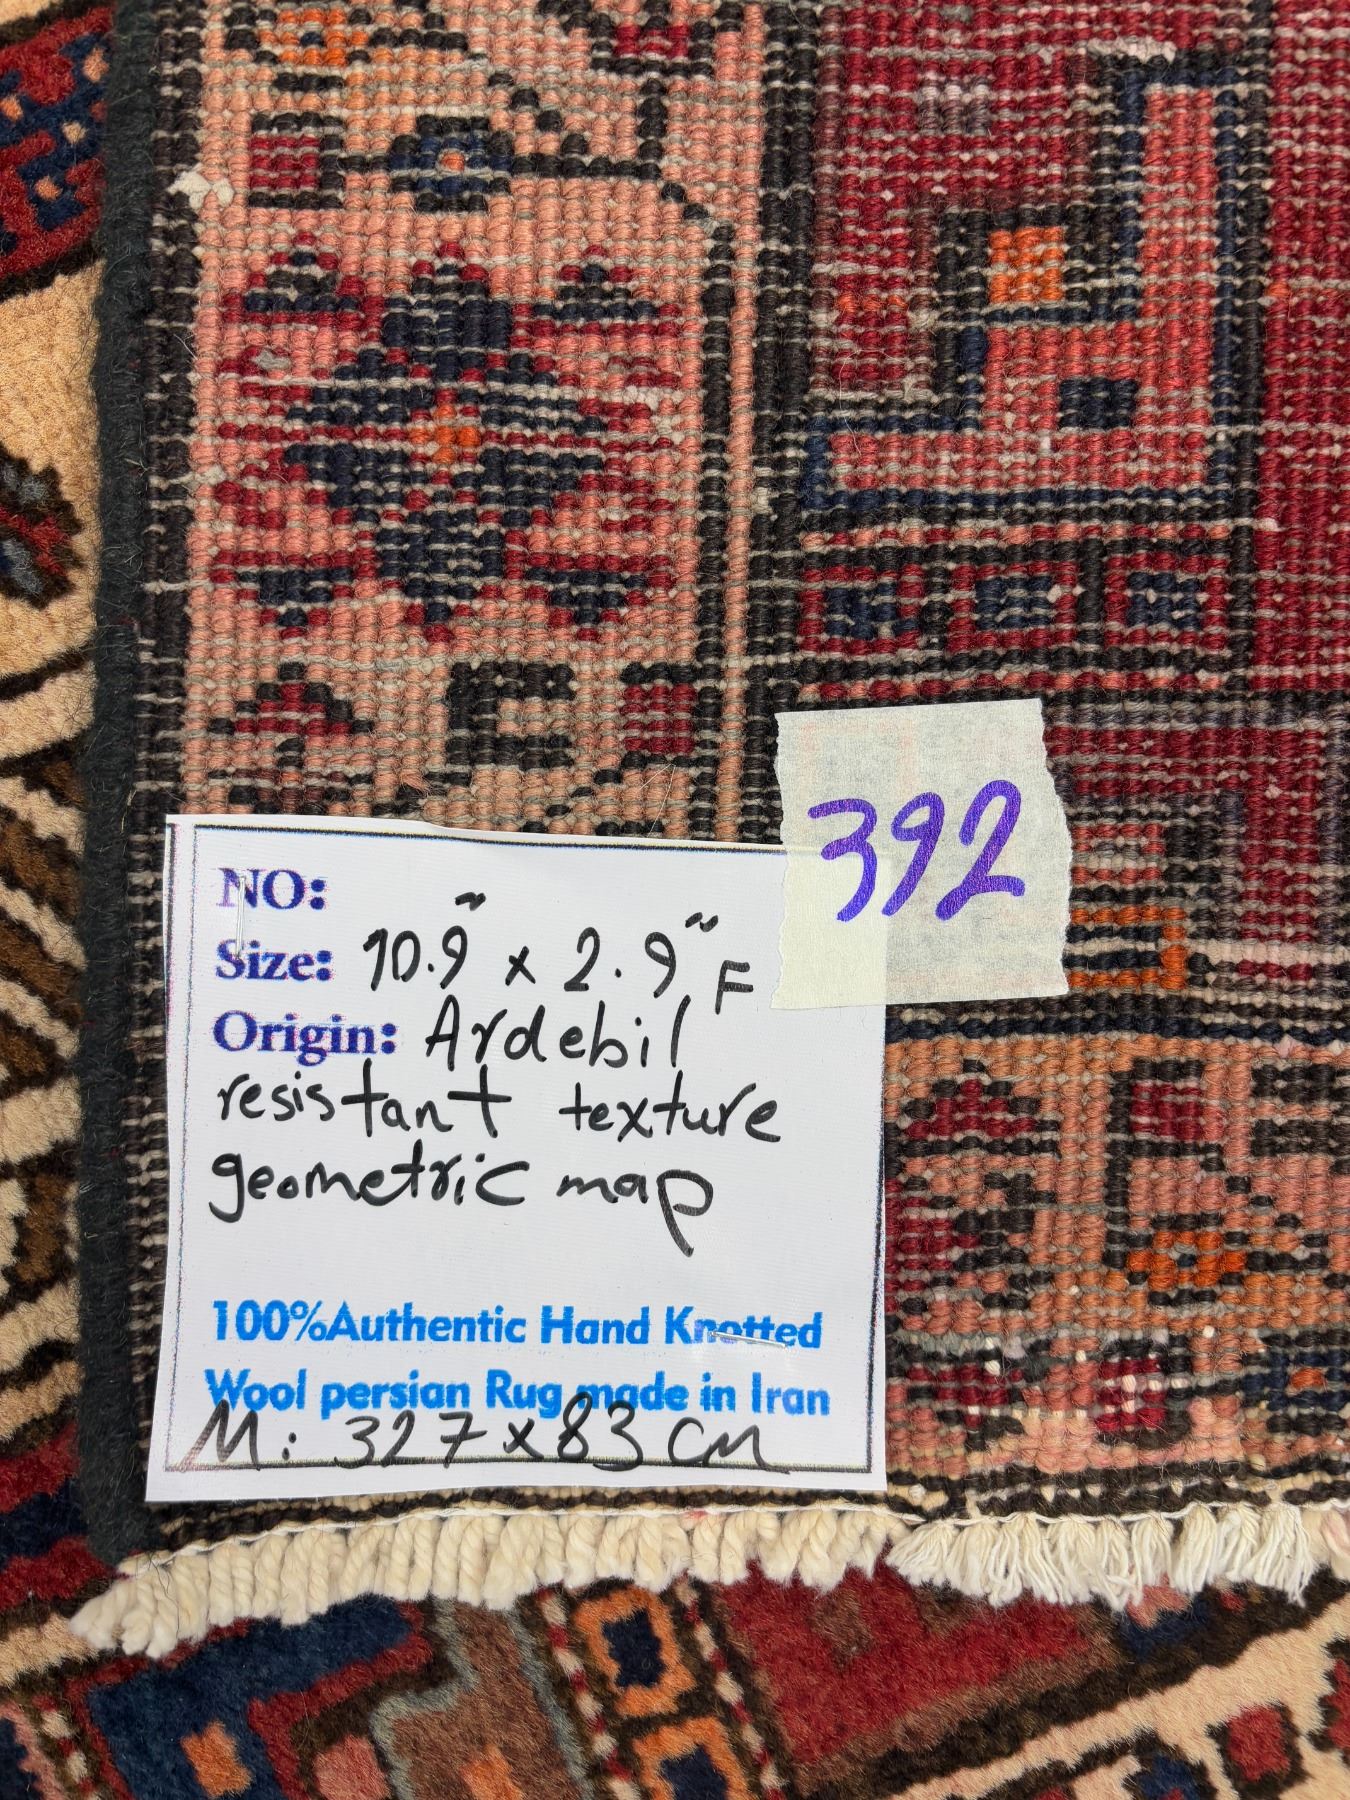 392
NO:
Size: 10.9" x 2.9" F
Origin: Ardebil
resistant texture
geometric map
100%Authentic Hand Knotted
Wool persian Rug made in Iran
M: 327x83 CM